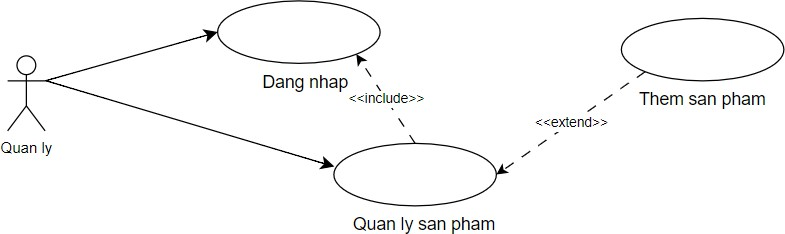 Dang nhap
<<include>>
Them san pham
<<extend>>
Quan ly
Quan ly san pham